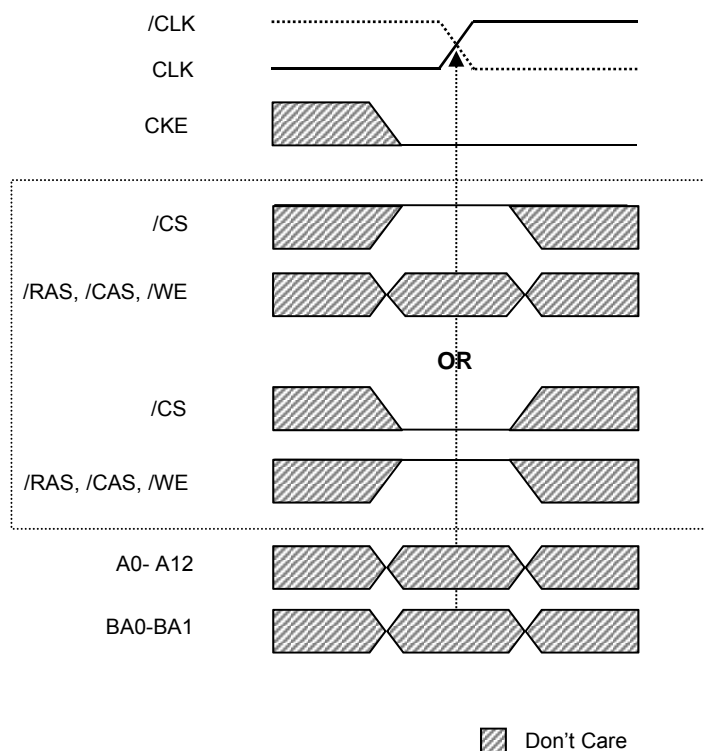 /CLK
CLK
CKE
/CS
/RAS, /CAS, /WE
OR
/CS
/RAS, /CAS, /WE
A0- A12
BA0-BA1
Don't Care